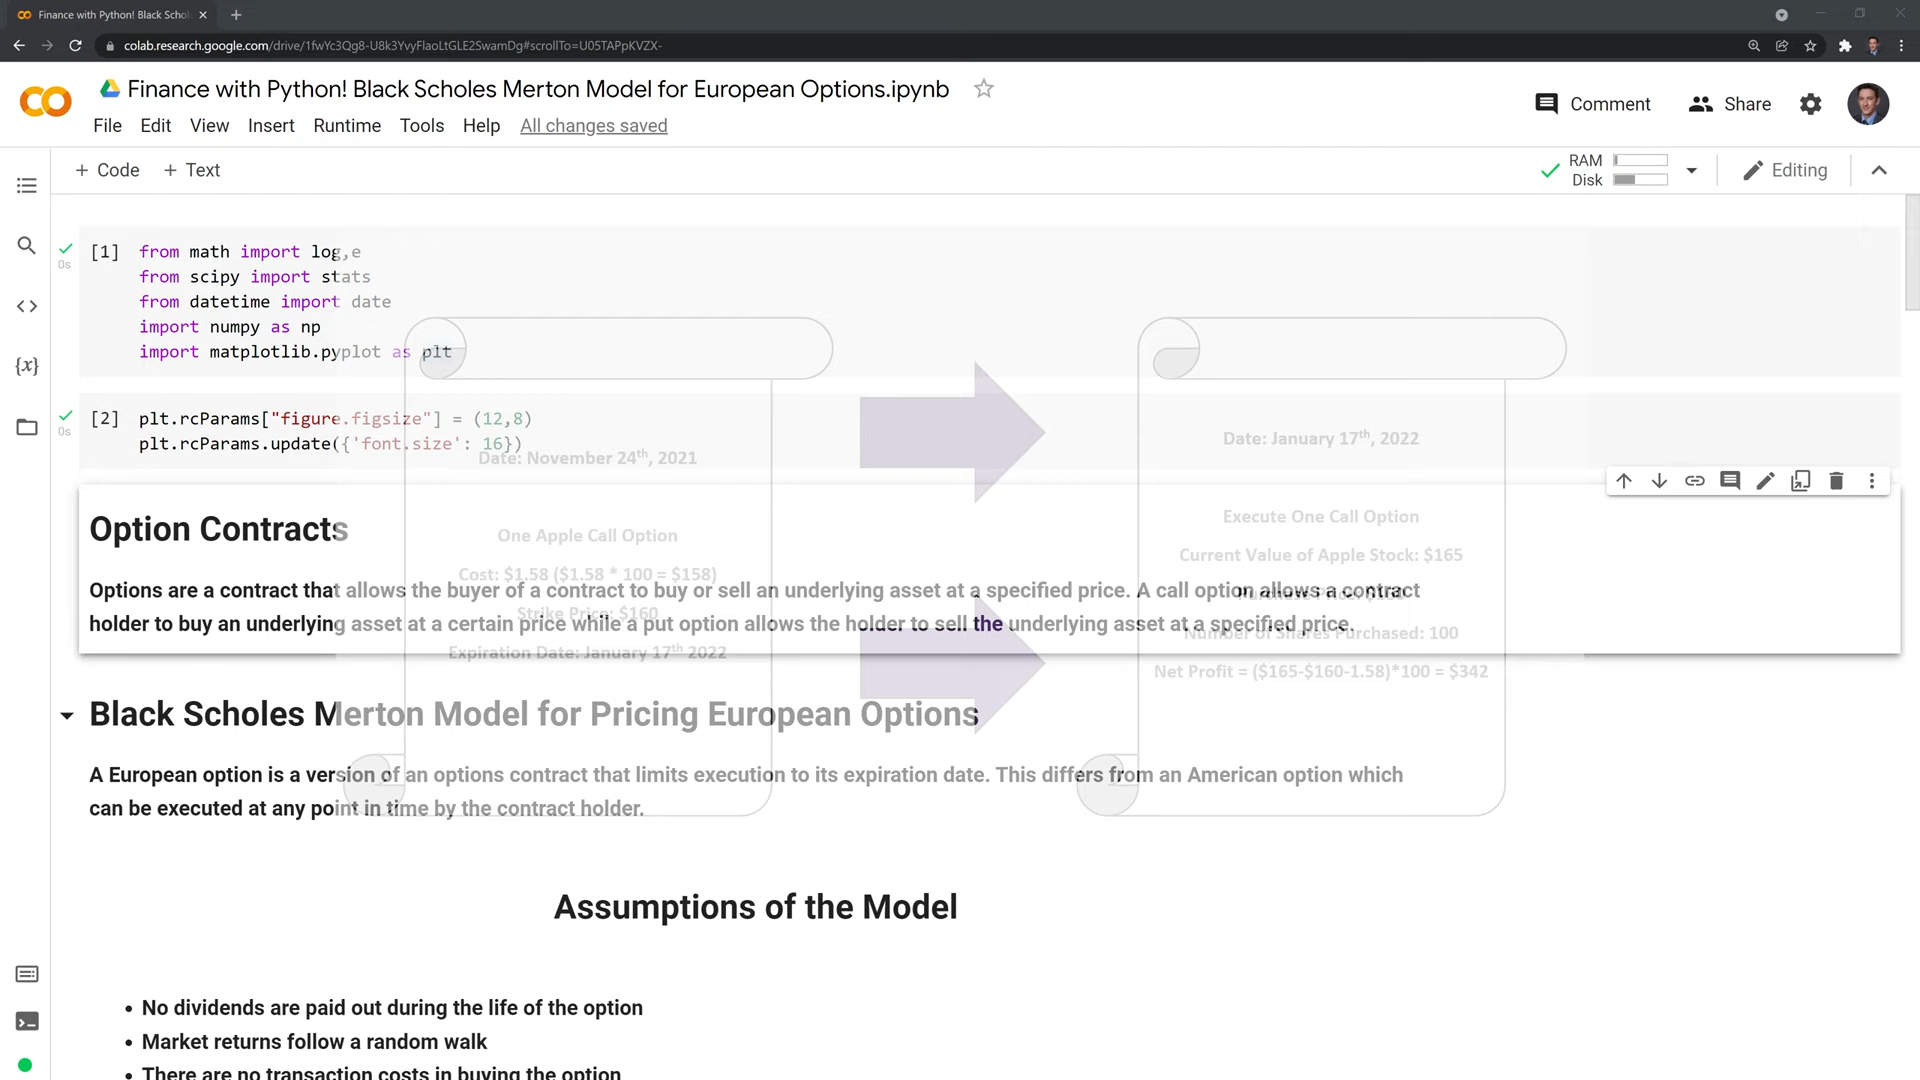 Finance with Python! Black Schol
colab.research.google.com/drive/1fwYc3Qg8-U8k3YvyFlaoLtGLE2SwamDg#scrollTo=U05TAPpKVZX-
Finance with Python! Black Scholes Merton Model for European Options.ipynb
Comment
Share
File Edit View Insert Runtime Tools Help All changes saved
+ Code + Text
RAM
Disk
Editing
[1] from math import log,e
0s
from scipy import stats
from datetime import date
import numpy as np
import matplotlib.pyplot as plt
[2] plt.rcParams["figure.figsize"] = (12,8)
0s
plt.rcParams.update({'font.size': 16})
Date: November 24th, 2021
One Apple Call Option
Cost: $1.58 ($1.58 * 100 = $158)
Strike Price: $160
Expiration Date: January 17th 2022
Date: January 17th, 2022
Execute One Call Option
Current Value of Apple Stock: $165
Number of Shares Purchased: 100
Net Profit = ($165-$160-1.58)*100 = $342
Option Contracts
Options are a contract that allows the buyer of a contract to buy or sell an underlying asset at a specified price. A call option allows a contract
holder to buy an underlying asset at a certain price while a put option allows the holder to sell the underlying asset at a specified price.
Black Scholes Merton Model for Pricing European Options
A European option is a version of an options contract that limits execution to its expiration date. This differs from an American option which
can be executed at any point in time by the contract holder.
Assumptions of the Model
• No dividends are paid out during the life of the option
• Market returns follow a random walk
• There are no transaction costs in buying the option